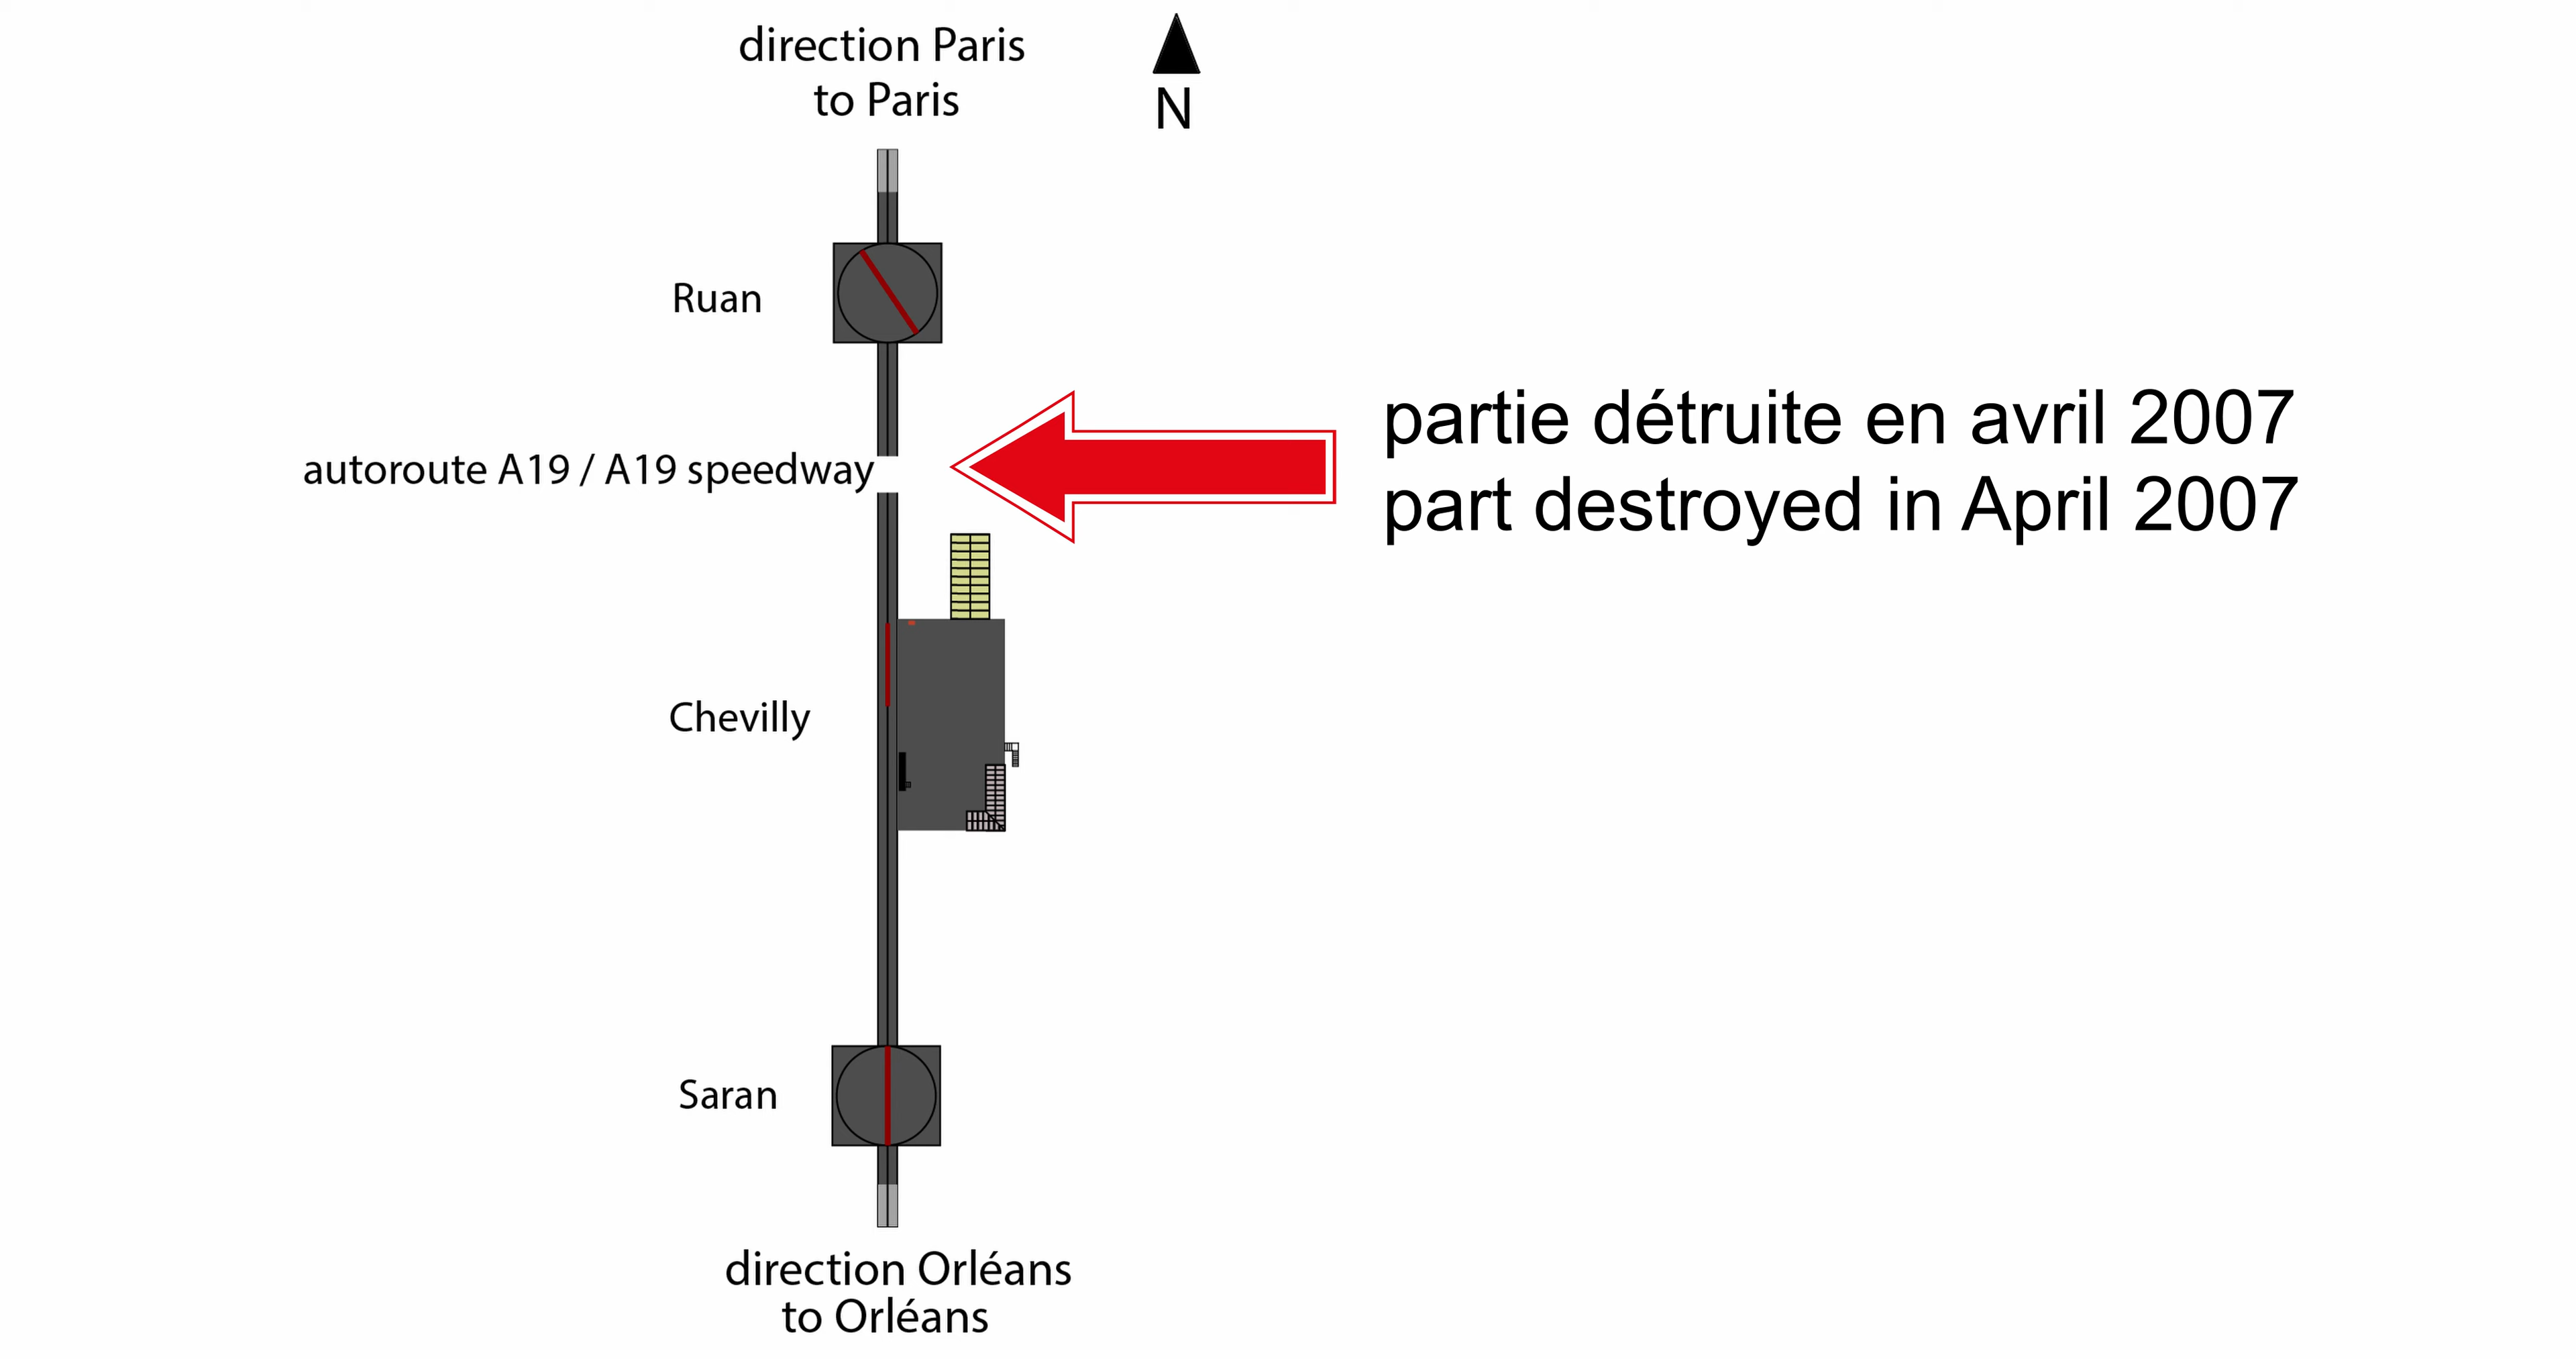 direction Paris
to Paris
N
Ruan
autoroute A19 / A19 speedway
partie détruite en avril 2007
part destroyed in April 2007
Chevilly
Saran
direction Orléans
to Orléans